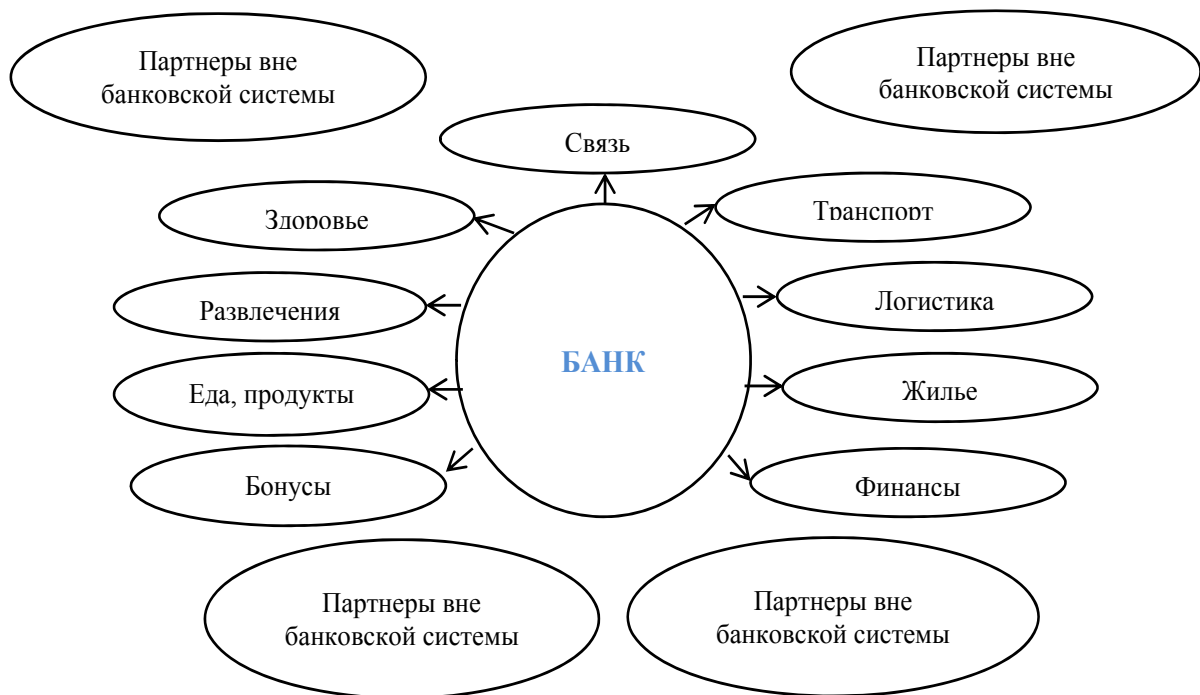 Партнеры вне
банковской системы
Партнеры вне
банковской системы
Связь
Здоровье
Транспорт
Развлечения
Логистика
БАНК
Еда, продукты
Жилье
Бонусы
Финансы
Партнеры вне
банковской системы
Партнеры вне
банковской системы